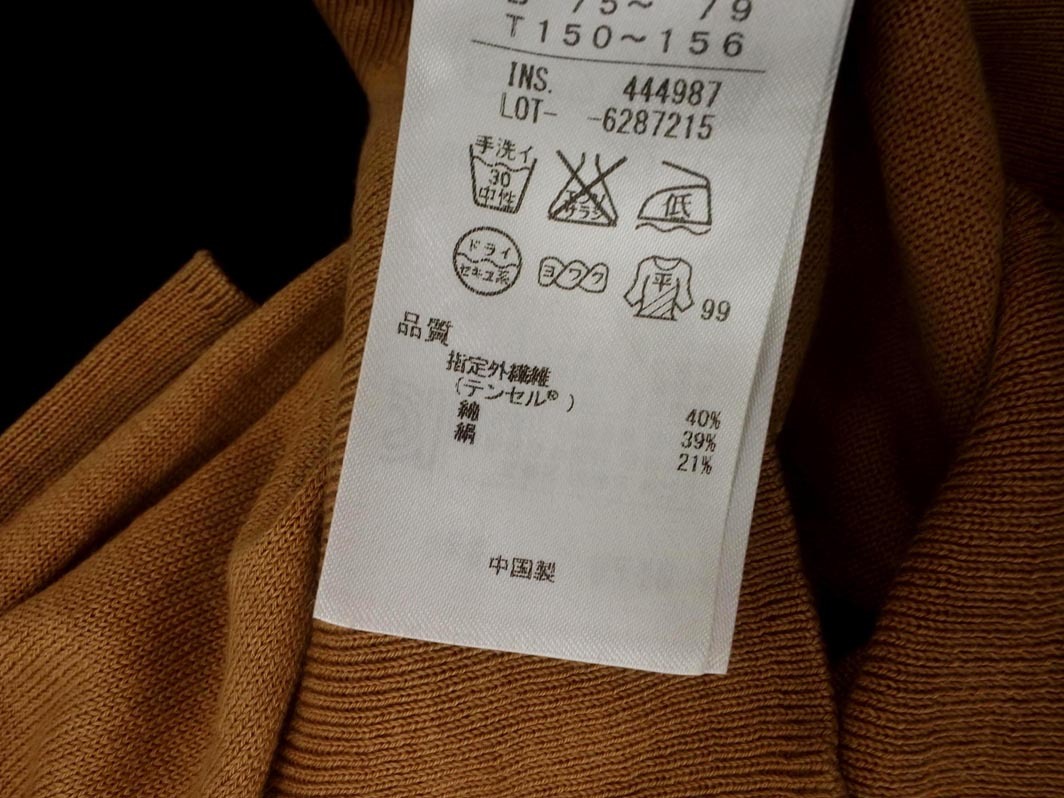 B 75～ 79
T150～156
INS. 444987
LOT- -6287215
手洗イ
30
中性
エンソ
サラシ
低
ドライ
セキユ系
ヨワク
平
99
品質
指定外繊維
(テンセル® ) 40%
綿 39%
絹 21%
中国製